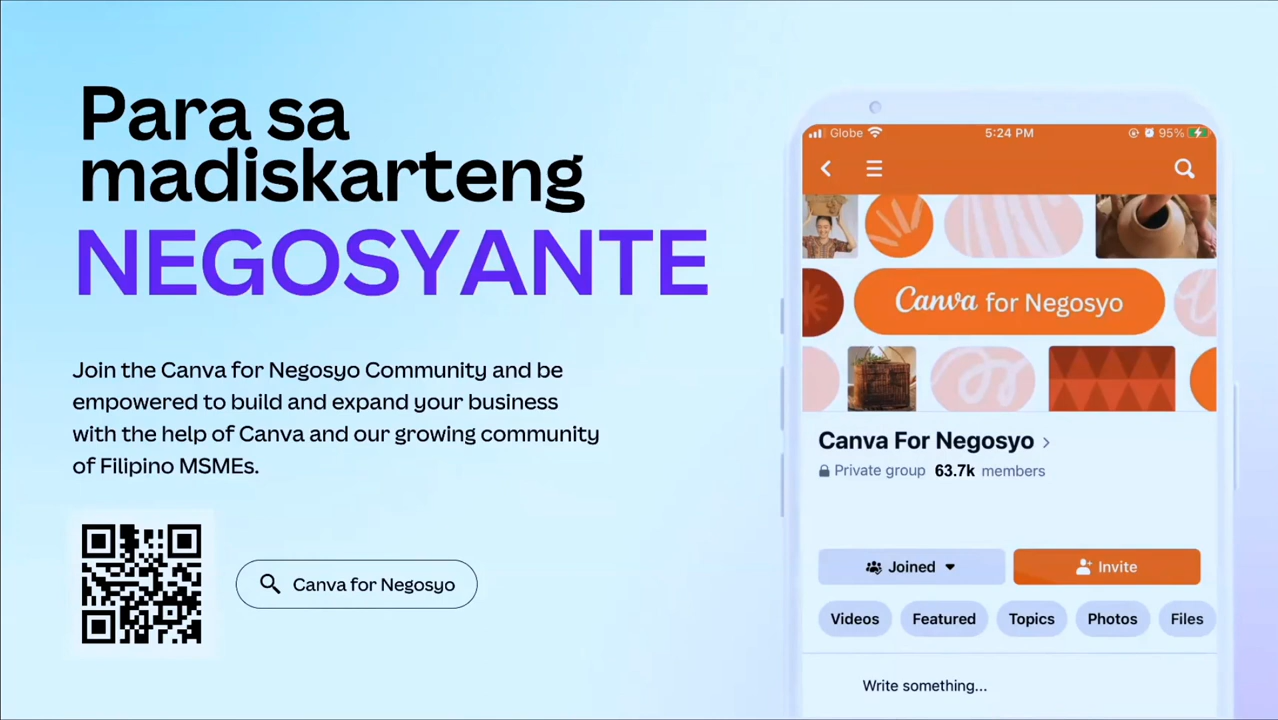 Para sa
madiskarteng
NEGOSYANTE
Join the Canva for Negosyo Community and be
empowered to build and expand your business
with the help of Canva and our growing community
of Filipino MSMEs.
Canva for Negosyo
Globe 5:24 PM 95%
Canva for Negosyo
Canva For Negosyo
Private group 63.7k members
Joined Invite
Videos Featured Topics Photos Files
Write something...